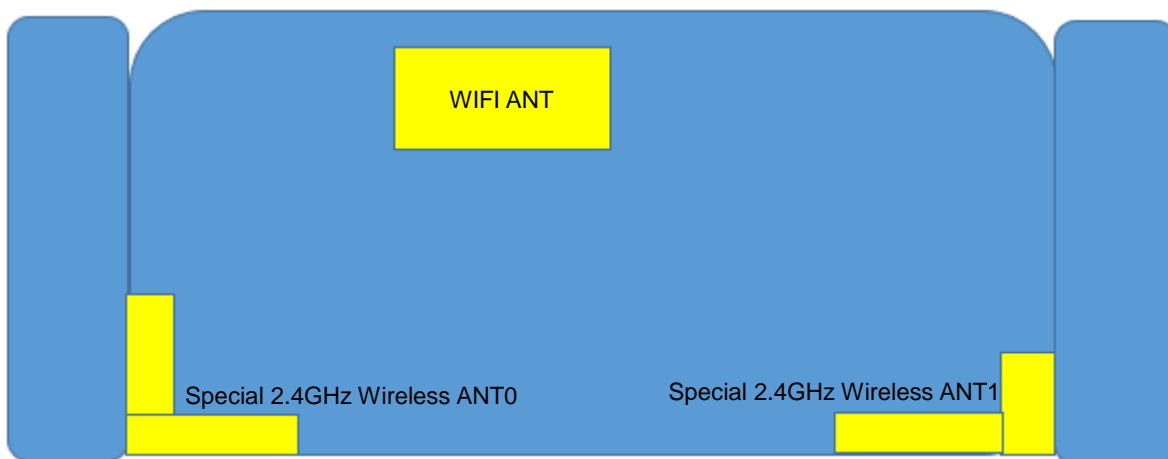 WIFI ANT
Special 2.4GHz Wireless ANT0
Special 2.4GHz Wireless ANT1